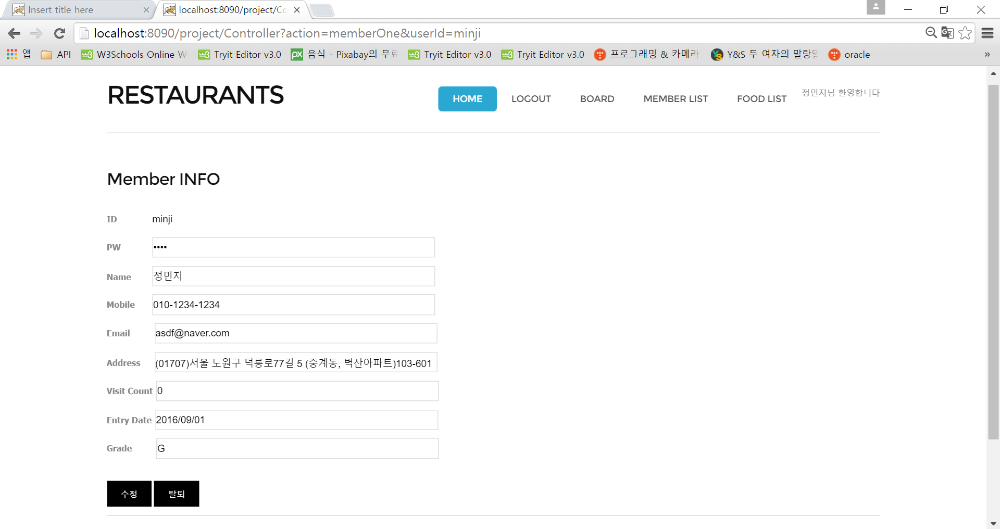 Insert title here
localhost:8090/project/Co
localhost:8090/project/Controller?action=memberOne&userId=minji
앱 API W3Schools Online W Tryit Editor v3.0 음식 - Pixabay의 무료 Tryit Editor v3.0 Tryit Editor v3.0 프로그래밍 & 카메라 Y&S 두 여자의 말랑말 oracle »
RESTAURANTS
HOME LOGOUT BOARD MEMBER LIST FOOD LIST 정민지님 환영합니다
Member INFO
ID minji
PW ••••
Name 정민지
Mobile 010-1234-1234
Email asdf@naver.com
Address (01707)서울 노원구 덕릉로77길 5 (중계동, 벽산아파트)103-601
Visit Count 0
Entry Date 2016/09/01
Grade G
수정 탈퇴